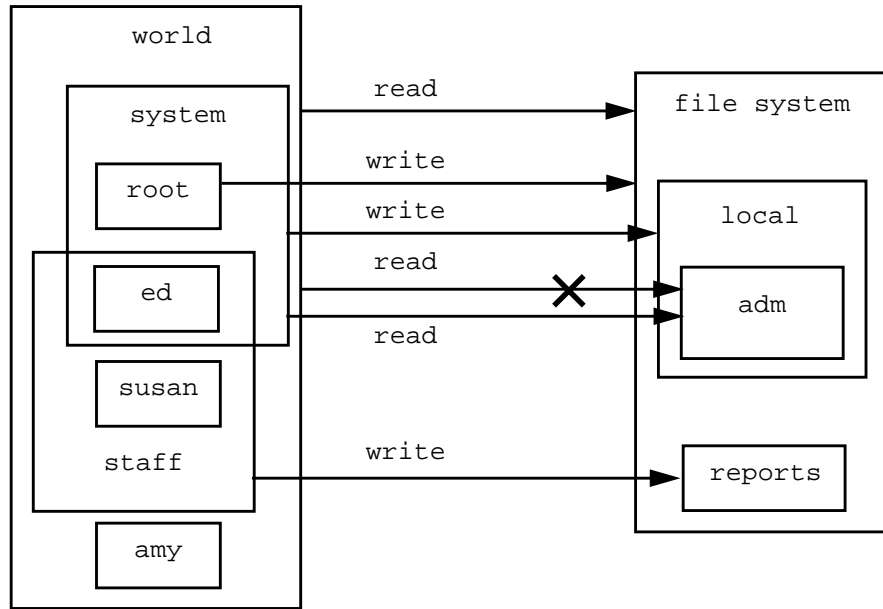 world
system
root
ed
susan
staff
amy
read
write
write
read
read
write
file system
local
adm
reports